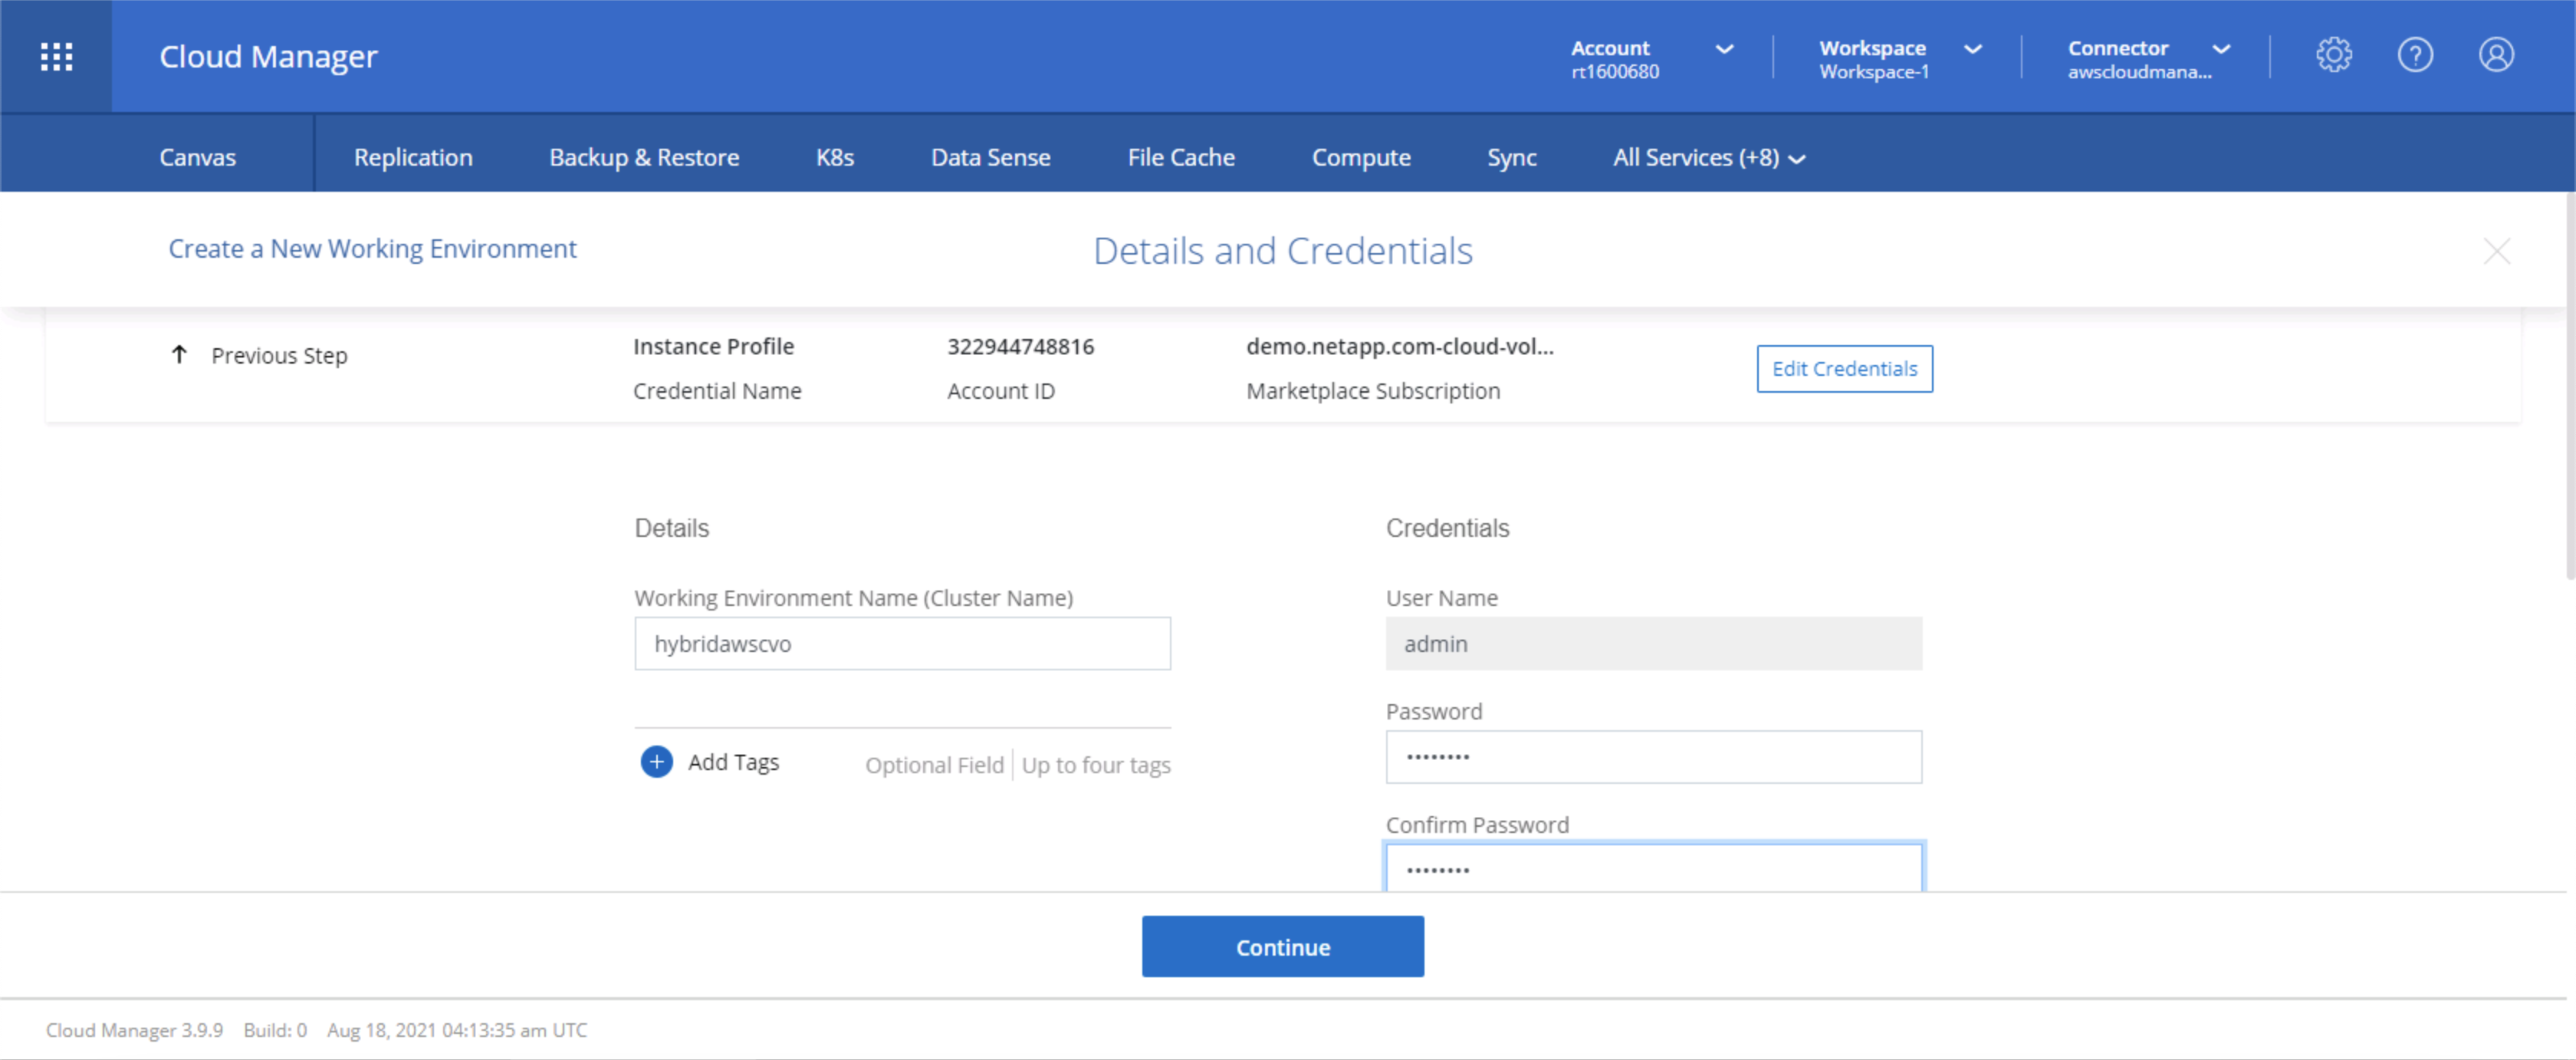 Cloud Manager
Account
rt1600680
Workspace
Workspace-1
Connector
awscloudmana...
Canvas Replication Backup & Restore K8s Data Sense File Cache Compute Sync All Services (+8)
Create a New Working Environment
Details and Credentials
Previous Step
Instance Profile
Credential Name
322944748816
Account ID
demo.netapp.com-cloud-vol...
Marketplace Subscription
Edit Credentials
Details
Working Environment Name (Cluster Name)
hybridawscvo
Add Tags
Optional Field | Up to four tags
Credentials
User Name
admin
Password
••••••••
Confirm Password
••••••••
Continue
Cloud Manager 3.9.9 Build: 0 Aug 18, 2021 04:13:35 am UTC